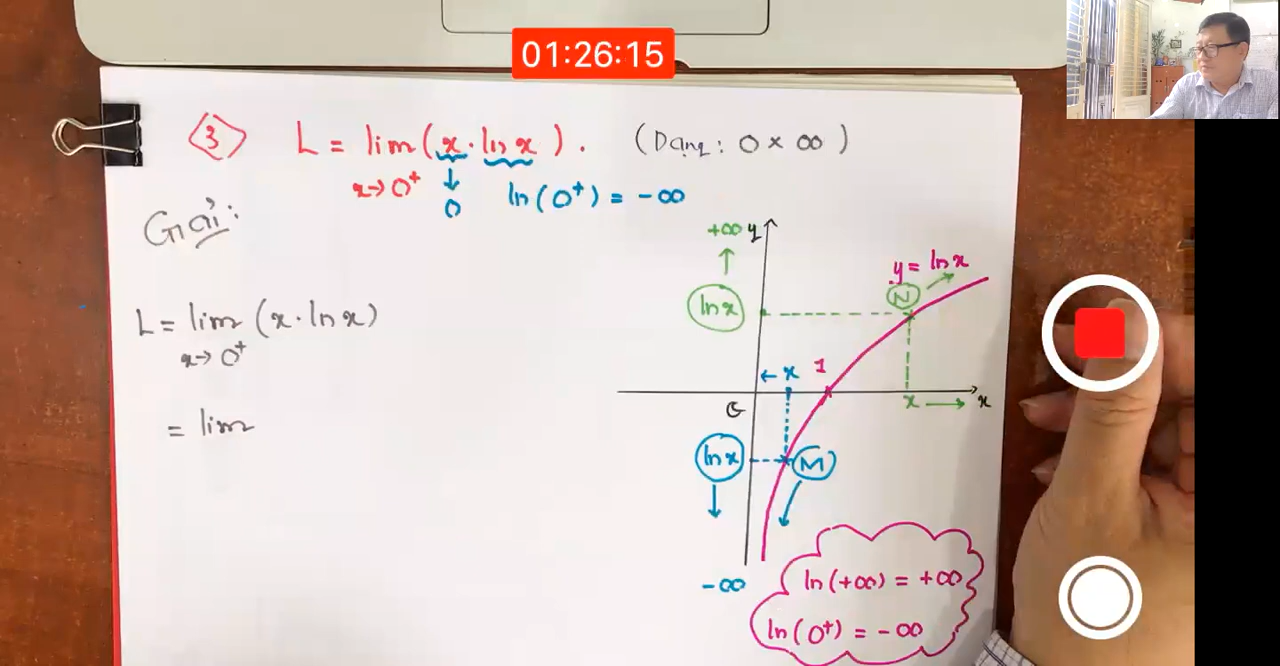 01:26:15
3 L = lim (x . ln x) . (Dạng : 0 × ∞)
x → 0⁺ ↓ 0 ln(0⁺) = -∞
Giải:
L = lim (x . ln x)
x → 0⁺
= lim
+∞ y
↑
y = ln x
N
ln x
← x 1
O x → x
ln x M
↓
-∞
ln(+∞) = +∞
ln(0⁺) = -∞